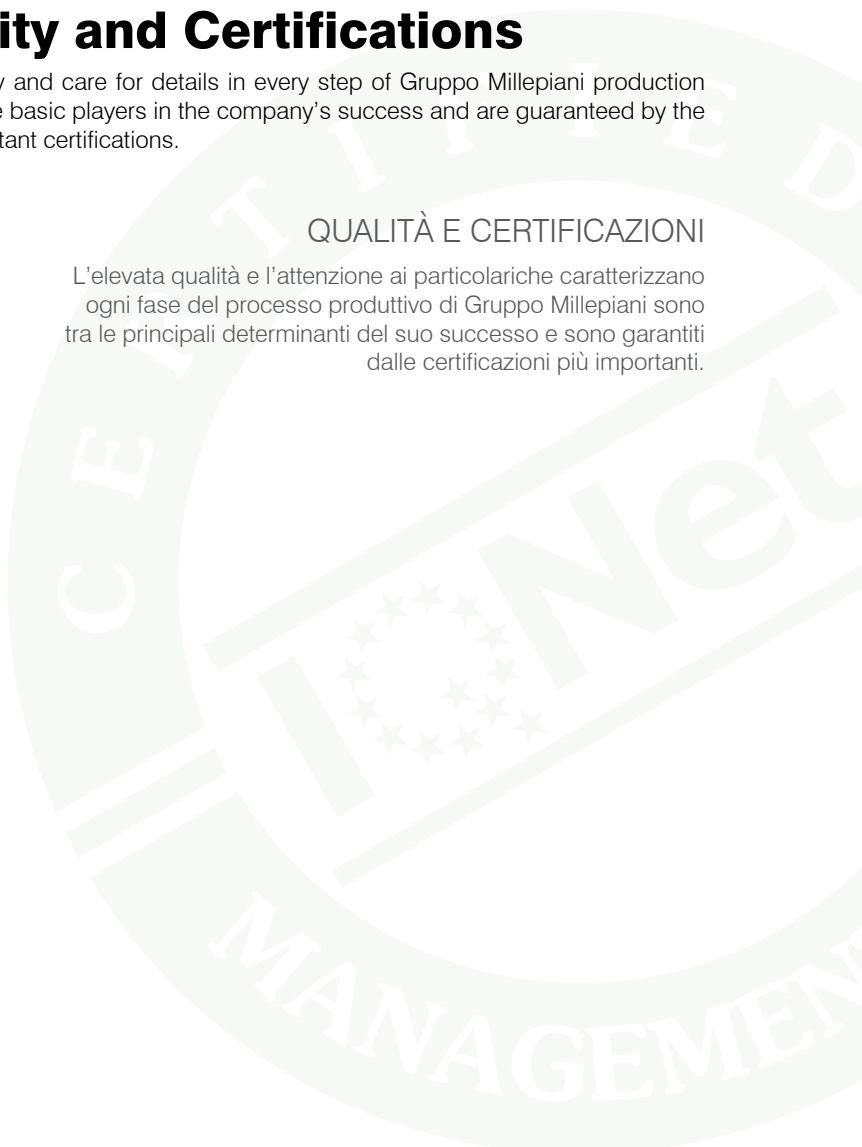 ity and Certifications
y and care for details in every step of Gruppo Millepiani production
e basic players in the company's success and are guaranteed by the
tant certifications.
QUALITÀ E CERTIFICAZIONI
L'elevata qualità e l'attenzione ai particolariche caratterizzano
ogni fase del processo produttivo di Gruppo Millepiani sono
tra le principali determinanti del suo successo e sono garantiti
dalle certificazioni più importanti.
CERTIFIED
IQNet
MANAGEMEN